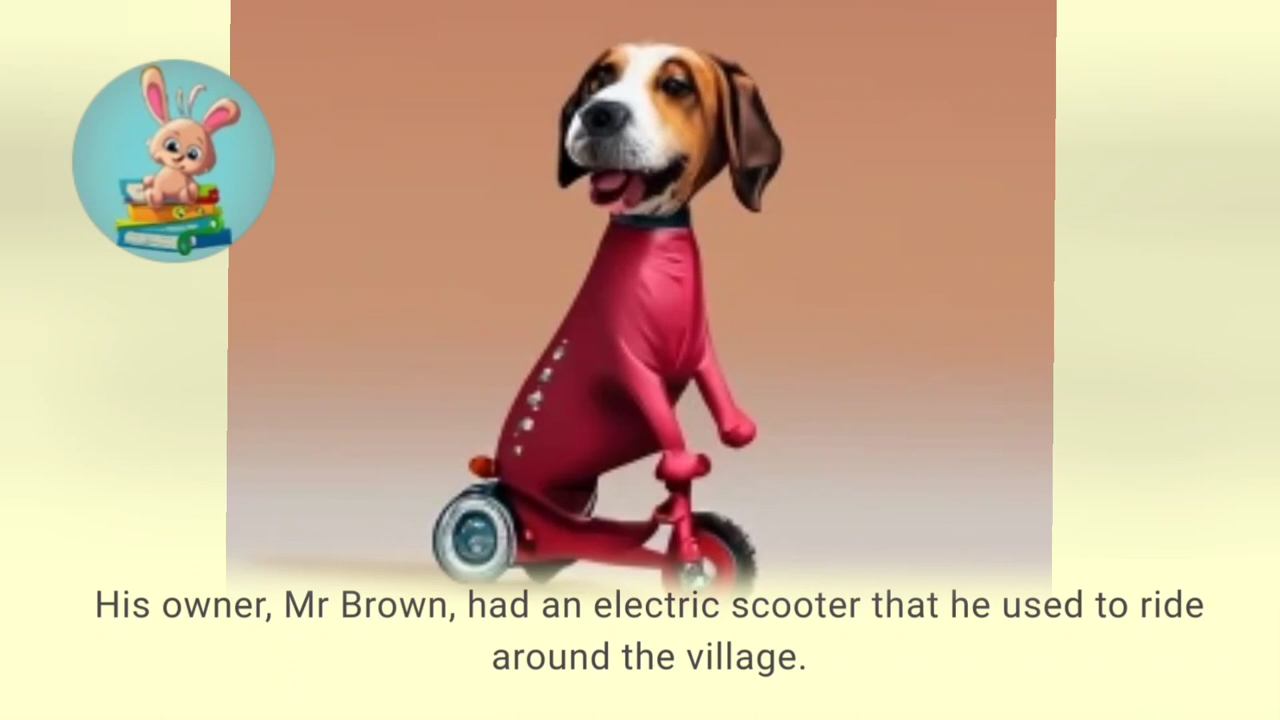 His owner, Mr Brown, had an electric scooter that he used to ride
around the village.